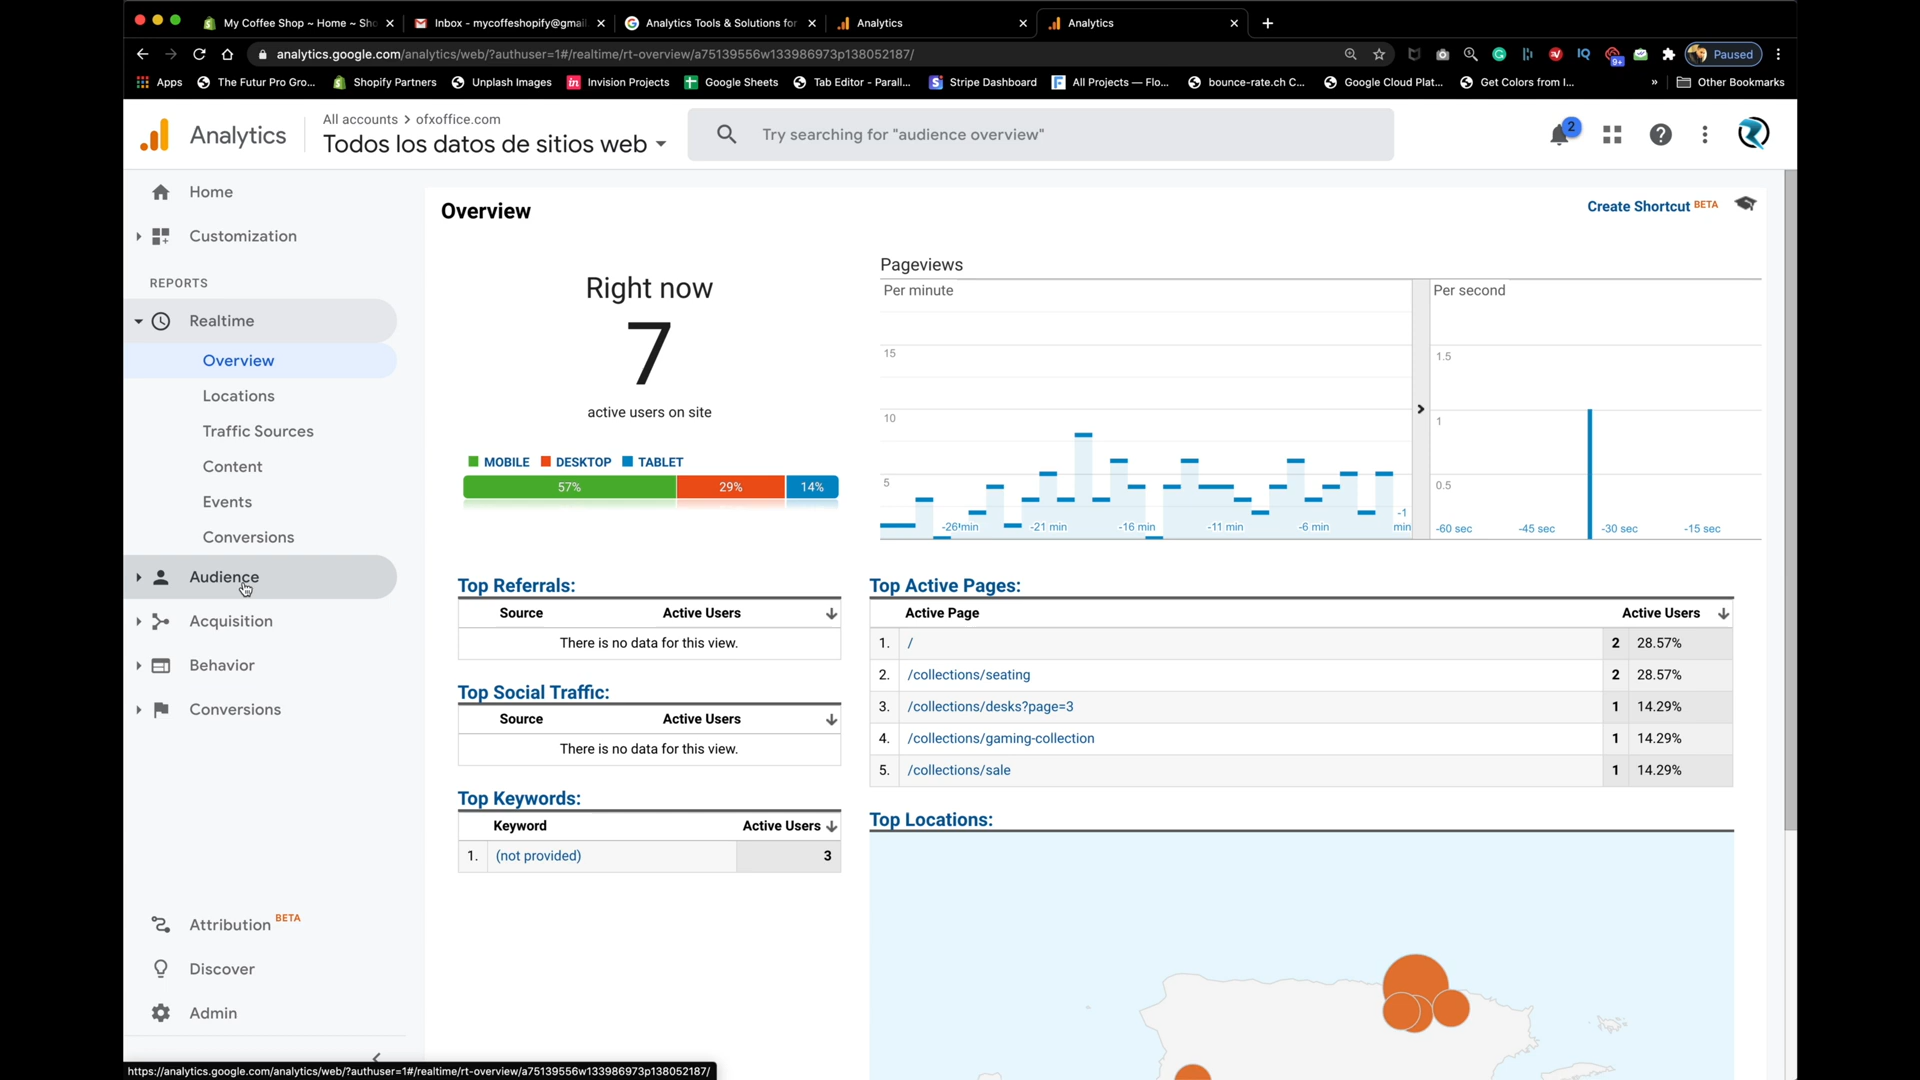 My Coffee Shop ~ Home ~ Sho
Inbox - mycoffeshopify@gmail
Analytics Tools & Solutions for
Analytics
Analytics
analytics.google.com/analytics/web/?authuser=1#/realtime/rt-overview/a75139556w133986973p138052187/
9+
Paused
Apps
The Futur Pro Gro...
Shopify Partners
Unplash Images
in
Invision Projects
Google Sheets
Tab Editor - Parall...
Stripe Dashboard
All Projects — Flo...
bounce-rate.ch C...
Google Cloud Plat...
Get Colors from I...
»
Other Bookmarks
Analytics
All accounts > ofxoffice.com
Todos los datos de sitios web
Try searching for "audience overview"
2
Home
Customization
REPORTS
Realtime
Overview
Locations
Traffic Sources
Content
Events
Conversions
Audience
Acquisition
Behavior
Conversions
Attribution BETA
Discover
Admin
Overview
Create Shortcut BETA
Right now
7
active users on site
MOBILE DESKTOP TABLET
57% 29% 14%
Pageviews
Per minute
15
10
5
-26 min -21 min -16 min -11 min -6 min -1 min
Per second
1.5
1
0.5
-60 sec -45 sec -30 sec -15 sec
Top Referrals:
Source Active Users
There is no data for this view.
Top Social Traffic:
Source Active Users
There is no data for this view.
Top Keywords:
Keyword Active Users
1. (not provided) 3
Top Active Pages:
Active Page Active Users
1. / 2 28.57%
2. /collections/seating 2 28.57%
3. /collections/desks?page=3 1 14.29%
4. /collections/gaming-collection 1 14.29%
5. /collections/sale 1 14.29%
Top Locations:
https://analytics.google.com/analytics/web/?authuser=1#/realtime/rt-overview/a75139556w133986973p138052187/